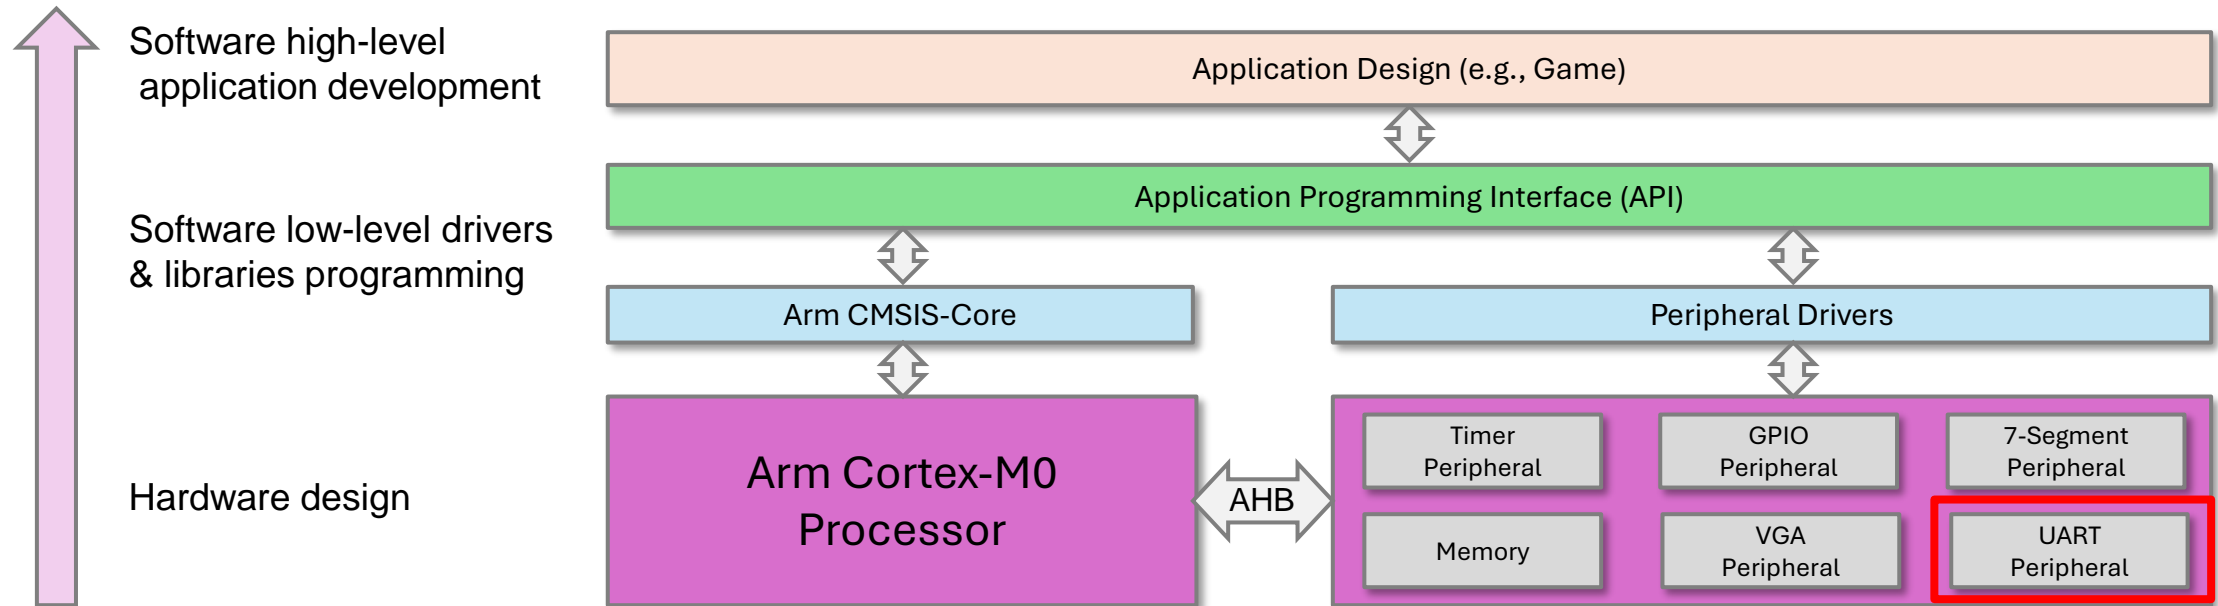 Software high-level
application development
Application Design (e.g., Game)
Application Programming Interface (API)
Software low-level drivers
& libraries programming
Arm CMSIS-Core
Peripheral Drivers
Hardware design
Arm Cortex-M0
Processor
AHB
Timer
Peripheral
GPIO
Peripheral
7-Segment
Peripheral
Memory
VGA
Peripheral
UART
Peripheral